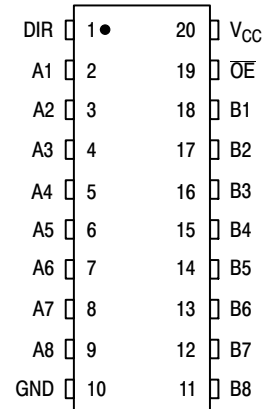 DIR 1 20 V_CC
A1 2 19 O̅E̅
A2 3 18 B1
A3 4 17 B2
A4 5 16 B3
A5 6 15 B4
A6 7 14 B5
A7 8 13 B6
A8 9 12 B7
GND 10 11 B8